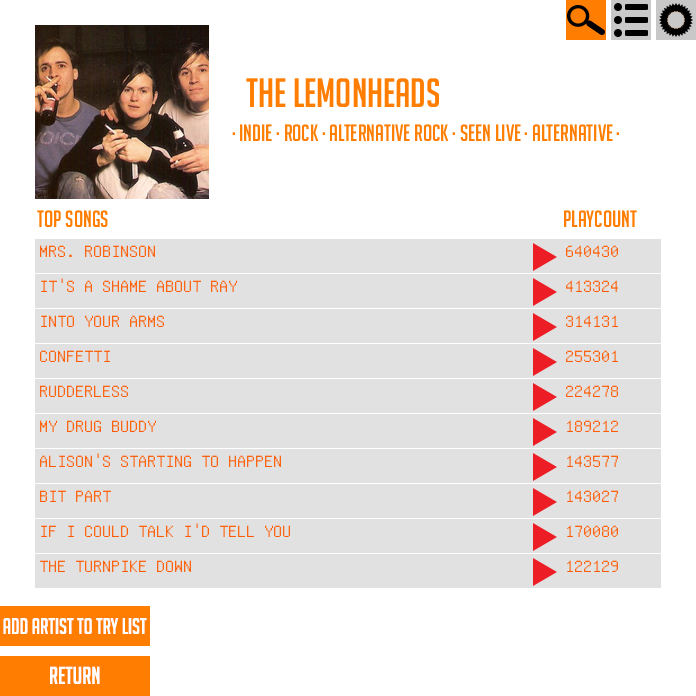 THE LEMONHEADS
· INDIE · ROCK · ALTERNATIVE ROCK · SEEN LIVE · ALTERNATIVE ·
TOP SONGS PLAYCOUNT
MRS. ROBINSON 640430
IT'S A SHAME ABOUT RAY 413324
INTO YOUR ARMS 314131
CONFETTI 255301
RUDDERLESS 224278
MY DRUG BUDDY 189212
ALISON'S STARTING TO HAPPEN 143577
BIT PART 143027
IF I COULD TALK I'D TELL YOU 170080
THE TURNPIKE DOWN 122129
ADD ARTIST TO TRY LIST
RETURN